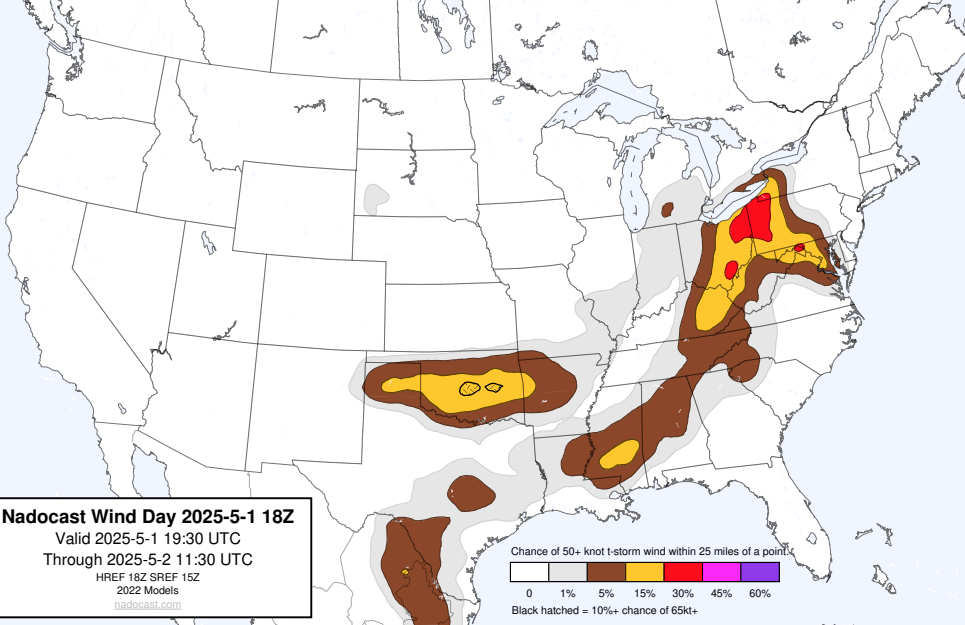 Nadocast Wind Day 2025-5-1 18Z
Valid 2025-5-1 19:30 UTC
Through 2025-5-2 11:30 UTC
HREF 18Z SREF 15Z
2022 Models
nadocast.com
Chance of 50+ knot t-storm wind within 25 miles of a point.
0 1% 5% 15% 30% 45% 60%
Black hatched = 10%+ chance of 65kt+